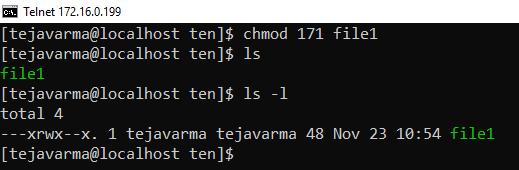 Telnet 172.16.0.199
[tejavarma@localhost ten]$ chmod 171 file1
[tejavarma@localhost ten]$ ls
file1
[tejavarma@localhost ten]$ ls -l
total 4
---xrwx--x. 1 tejavarma tejavarma 48 Nov 23 10:54 file1
[tejavarma@localhost ten]$